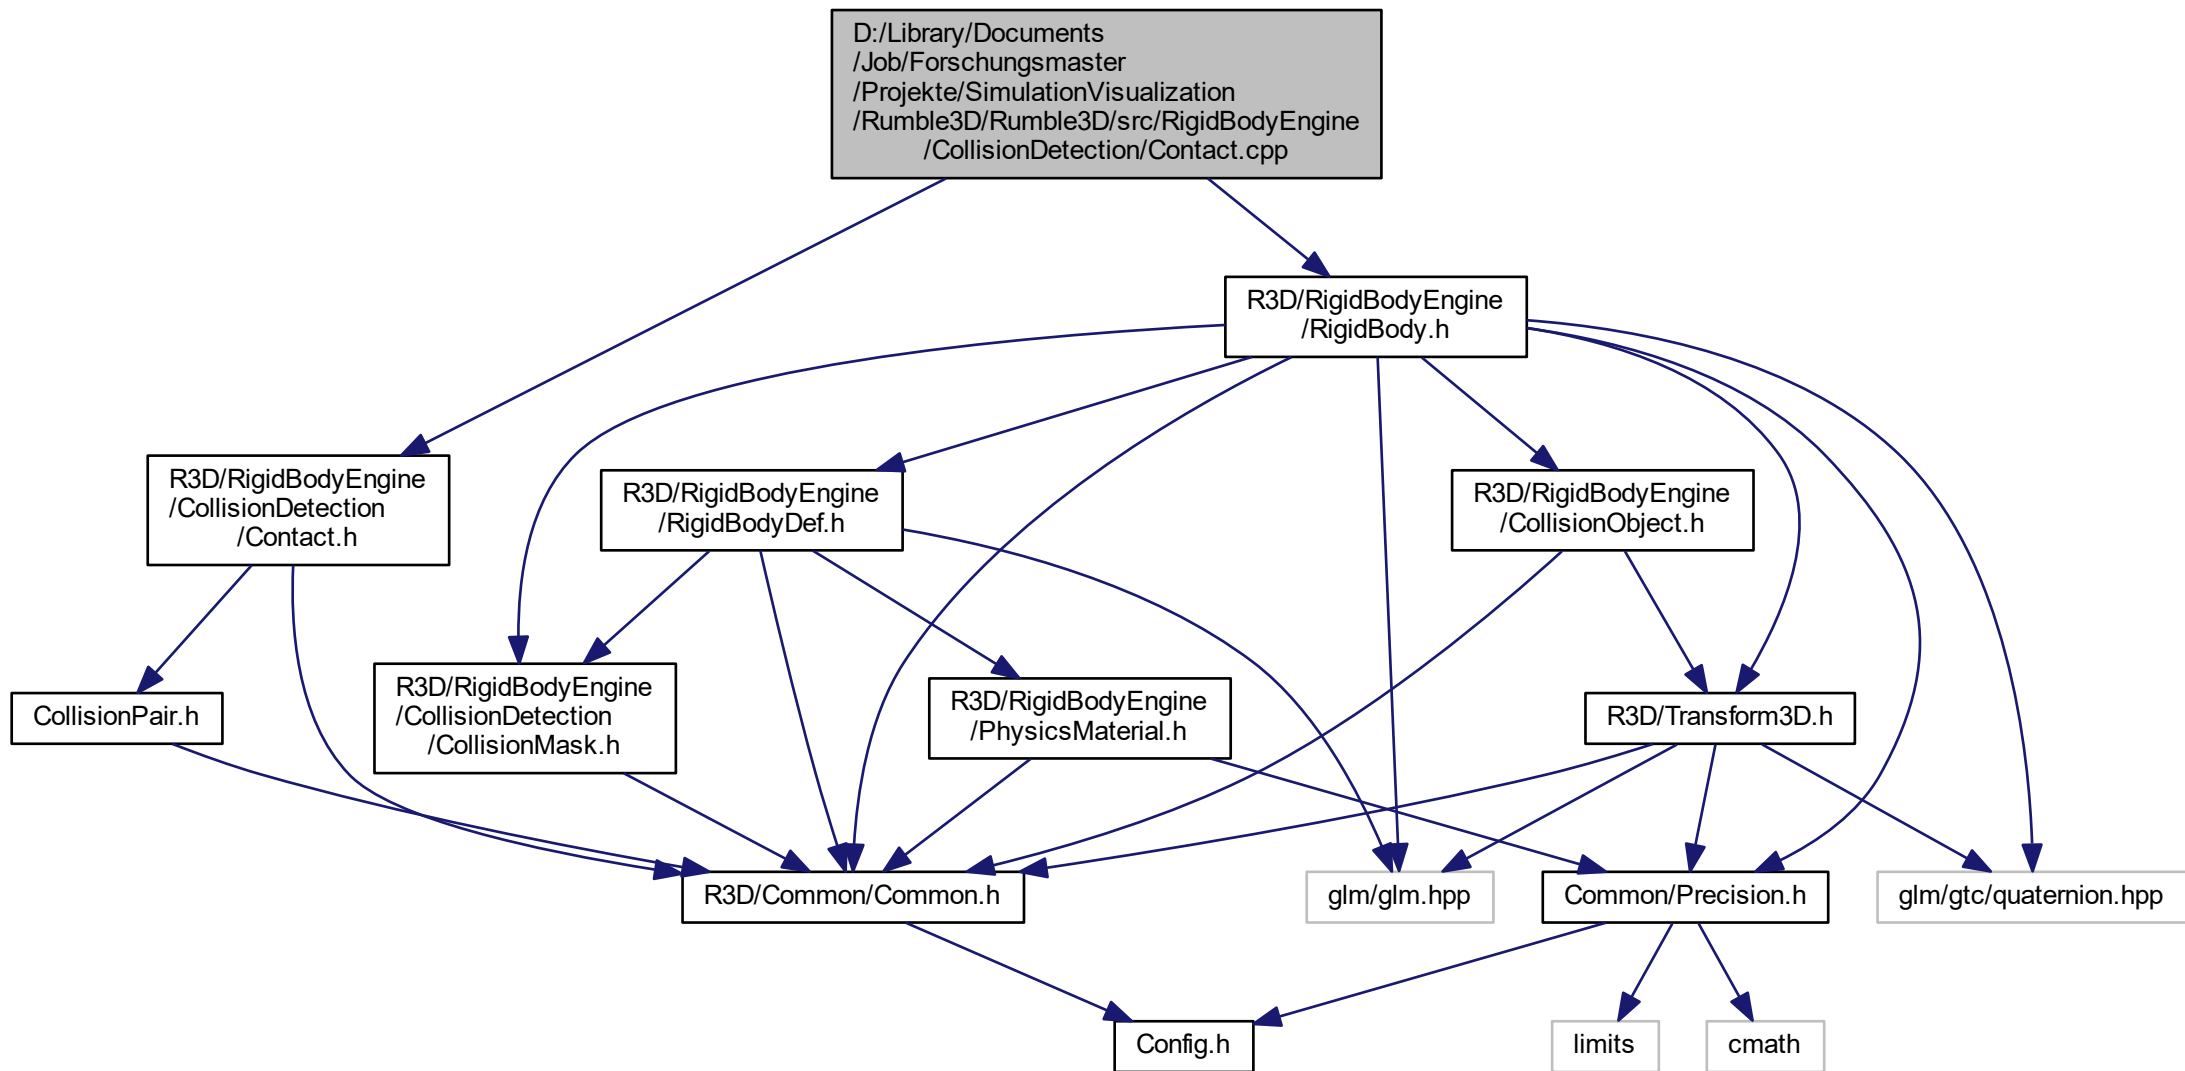 D:/Library/Documents
/Job/Forschungsmaster
/Projekte/SimulationVisualization
/Rumble3D/Rumble3D/src/RigidBodyEngine
/CollisionDetection/Contact.cpp
R3D/RigidBodyEngine
/RigidBody.h
R3D/RigidBodyEngine
/CollisionDetection
/Contact.h
R3D/RigidBodyEngine
/RigidBodyDef.h
R3D/RigidBodyEngine
/CollisionObject.h
CollisionPair.h
R3D/RigidBodyEngine
/CollisionDetection
/CollisionMask.h
R3D/RigidBodyEngine
/PhysicsMaterial.h
R3D/Transform3D.h
R3D/Common/Common.h
glm/glm.hpp
Common/Precision.h
glm/gtc/quaternion.hpp
Config.h
limits
cmath